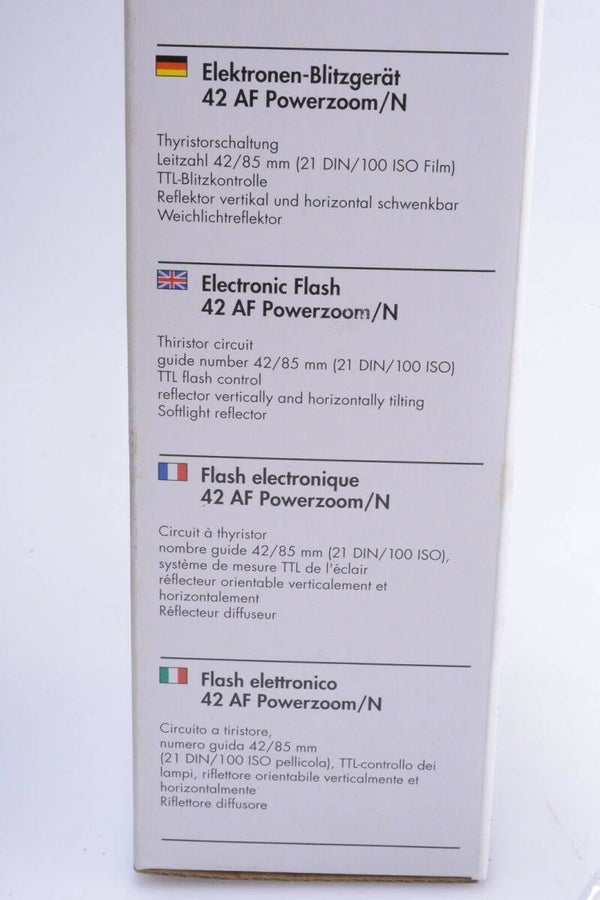 Elektronen-Blitzgerät
42 AF Powerzoom/N
Thyristorschaltung
Leitzahl 42/85 mm (21 DIN/100 ISO Film)
TTL-Blitzkontrolle
Reflektor vertikal und horizontal schwenkbar
Weichlichtreflektor
Electronic Flash
42 AF Powerzoom/N
Thiristor circuit
guide number 42/85 mm (21 DIN/100 ISO)
TTL flash control
reflector vertically and horizontally tilting
Softlight reflector
Flash electronique
42 AF Powerzoom/N
Circuit à thyristor
nombre guide 42/85 mm (21 DIN/100 ISO),
système de mesure TTL de l'éclair
réflecteur orientable verticalement et
horizontalement
Réflecteur diffuseur
Flash elettronico
42 AF Powerzoom/N
Circuito a tiristore,
numero guida 42/85 mm
(21 DIN/100 ISO pellicola), TTL-controllo dei
lampi, riflettore orientabile verticalmente et
horizontalmente
Riflettore diffusore